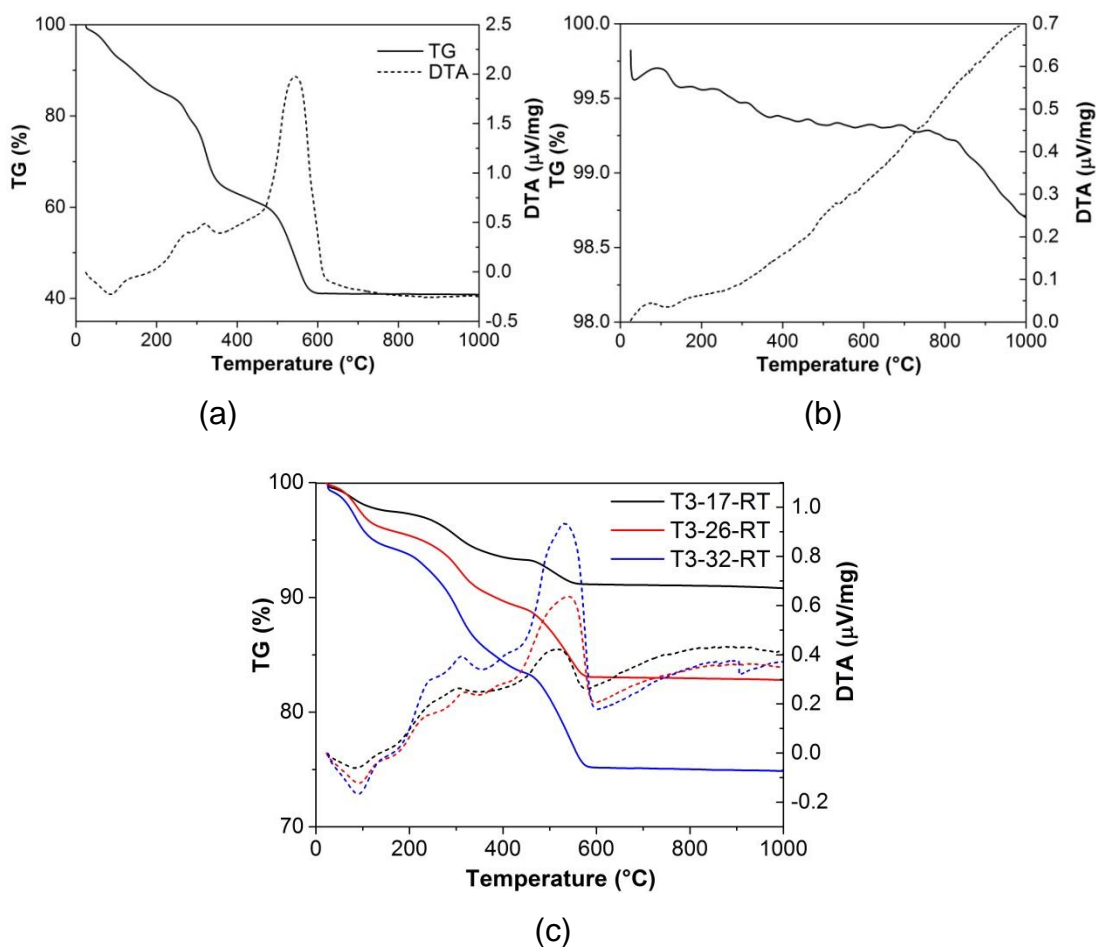 100
80
60
40
TG (%)
TG
DTA
2.5
2.0
1.5
1.0
0.5
0.0
-0.5
DTA (µV/mg)
0 200 400 600 800 1000
Temperature (°C)
(a)
100.0
99.5
99.0
98.5
98.0
TG (%)
0.7
0.6
0.5
0.4
0.3
0.2
0.1
0.0
DTA (µV/mg)
0 200 400 600 800 1000
Temperature (°C)
(b)
100
90
80
70
TG (%)
T3-17-RT
T3-26-RT
T3-32-RT
1.0
0.8
0.6
0.4
0.2
0.0
-0.2
DTA (µV/mg)
0 200 400 600 800 1000
Temperature (°C)
(c)